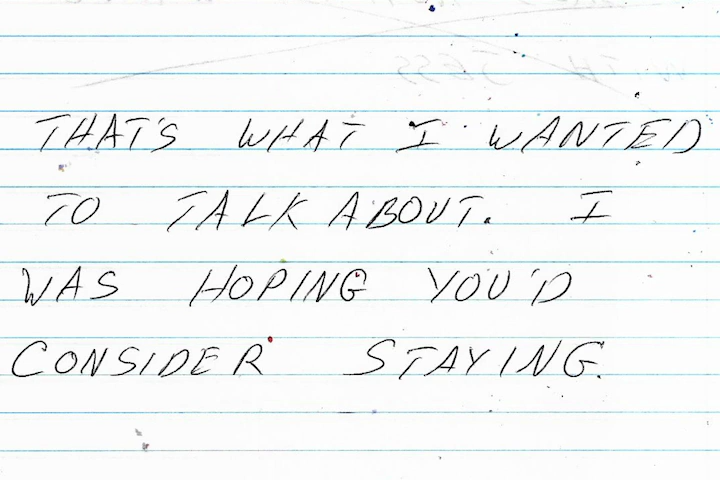 THAT'S WHAT I WANTED
TO TALK ABOUT. I
WAS HOPING YOU'D
CONSIDER STAYING.